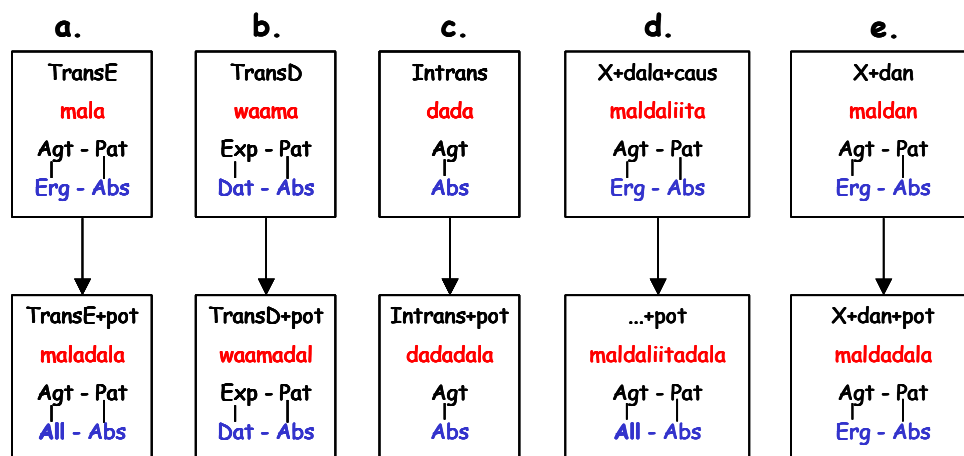 a.
TransE
mala
Agt - Pat
Erg - Abs
TransE+pot
maladala
Agt - Pat
All - Abs
b.
TransD
waama
Exp - Pat
Dat - Abs
TransD+pot
waamadal
Exp - Pat
Dat - Abs
c.
Intrans
dada
Agt
Abs
Intrans+pot
dadadala
Agt
Abs
d.
X+dala+caus
maldaliita
Agt - Pat
Erg - Abs
...+pot
maldaliitadala
Agt - Pat
All - Abs
e.
X+dan
maldan
Agt - Pat
Erg - Abs
X+dan+pot
maldadala
Agt - Pat
Erg - Abs